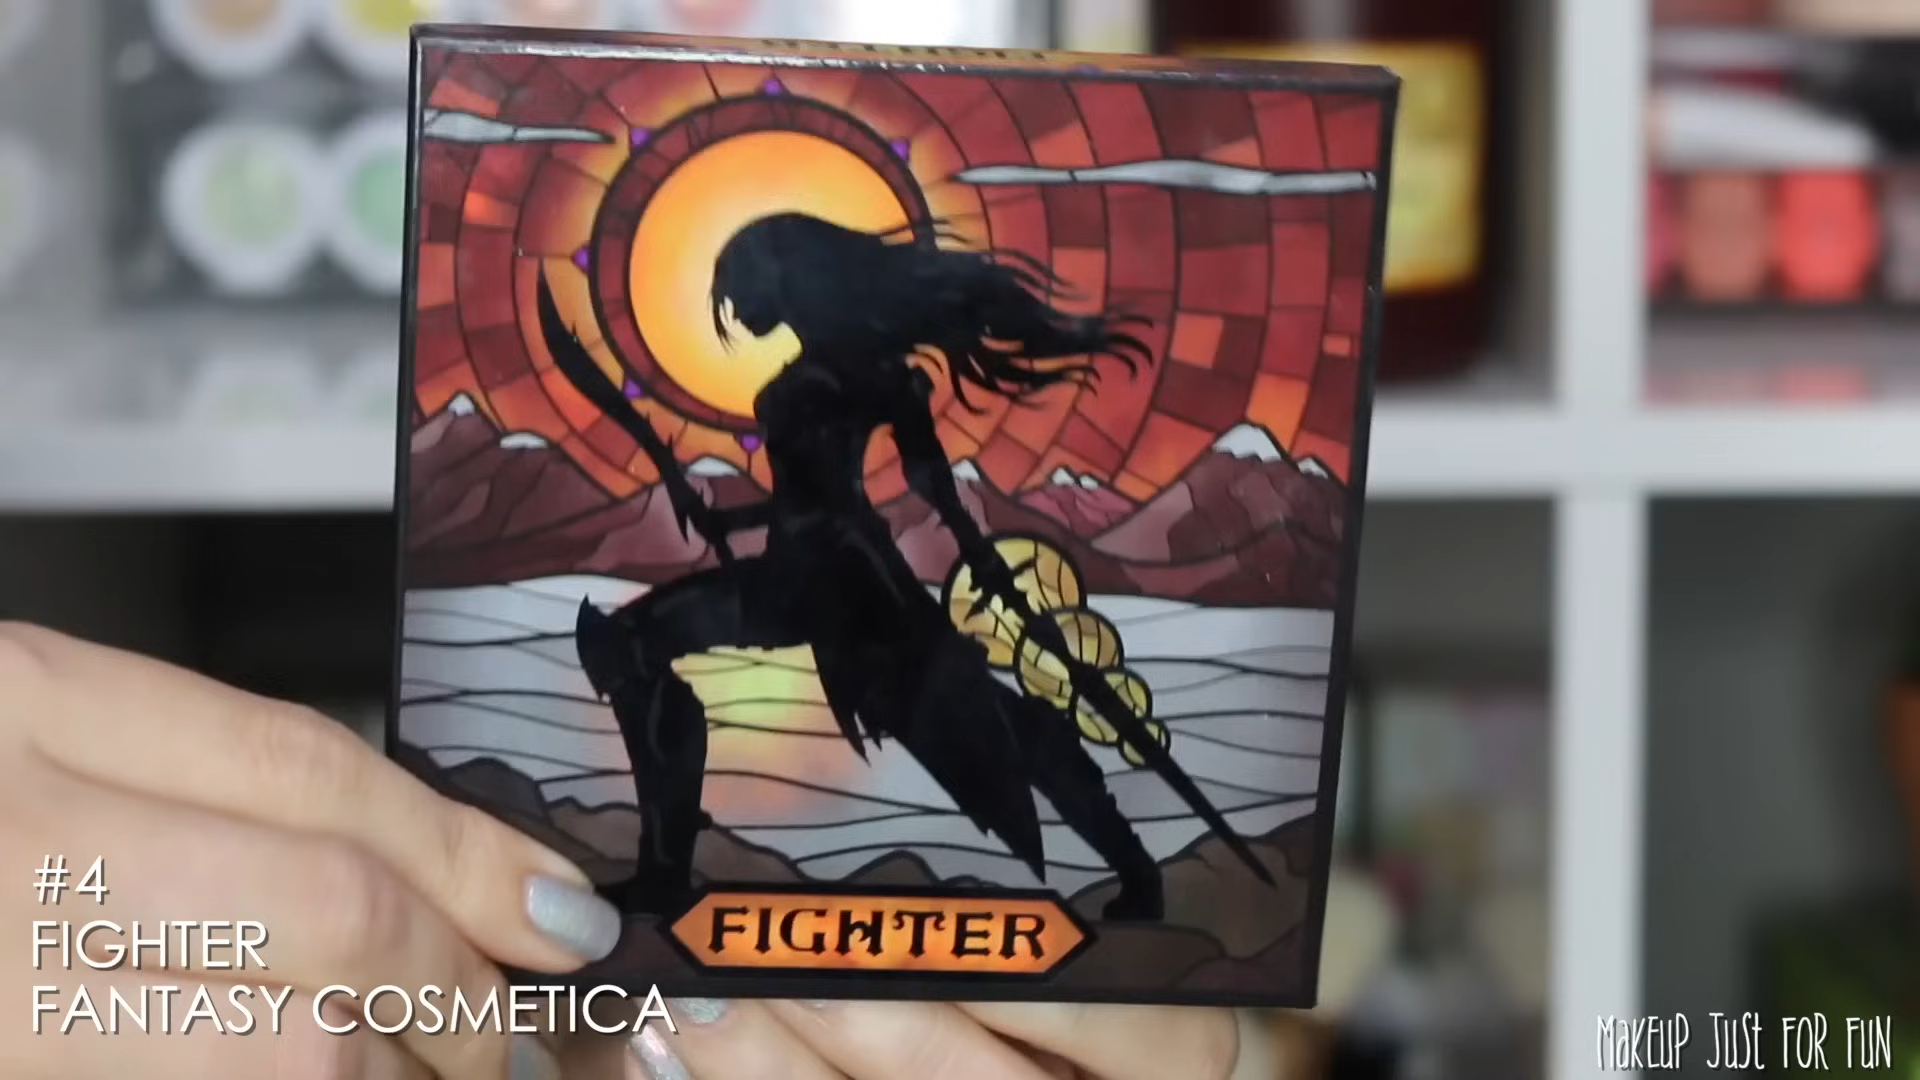 FIGHTER
#4
FIGHTER
FANTASY COSMETICA
MAKEUP JUST FOR FUN